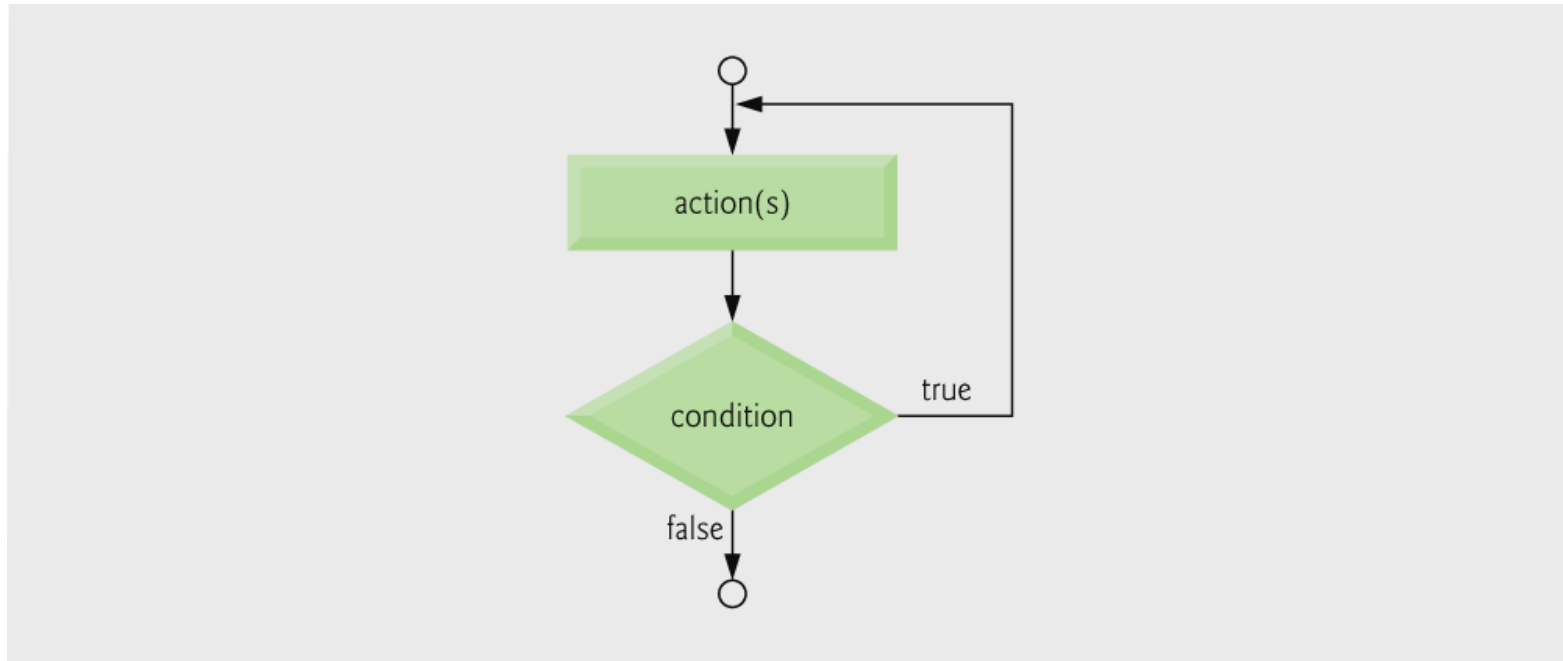 action(s)
condition
true
false